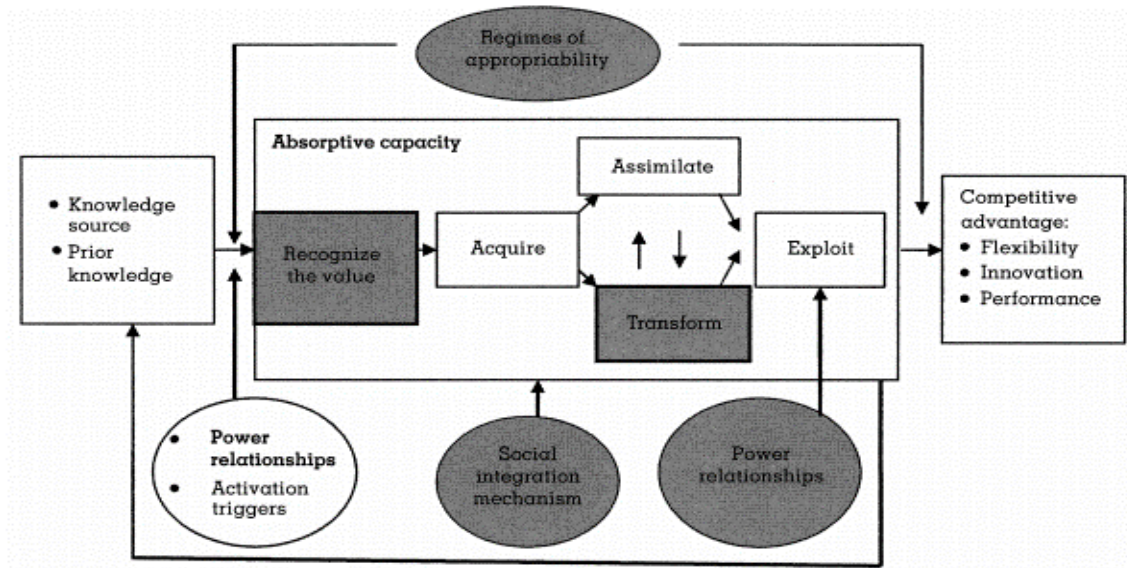 Regimes of
appropriability
Absorptive capacity
Assimilate
• Knowledge
source
• Prior
knowledge
Recognize
the value
Acquire
Exploit
Transform
Competitive
advantage:
• Flexibility
• Innovation
• Performance
• Power
relationships
• Activation
triggers
Social
integration
mechanism
Power
relationships